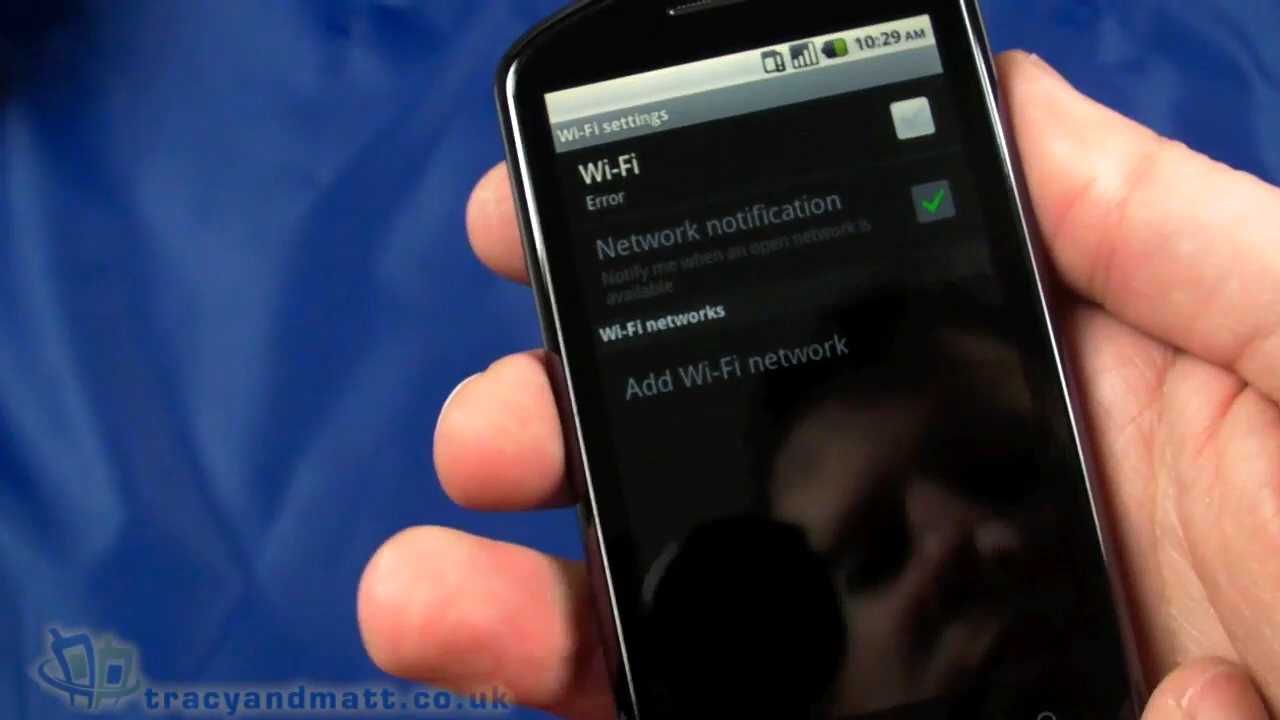 10:29 AM
Wi-Fi settings
Wi-Fi
Error
Network notification
Notify me when an open network is
available
Wi-Fi networks
Add Wi-Fi network
tracyandmatt.co.uk